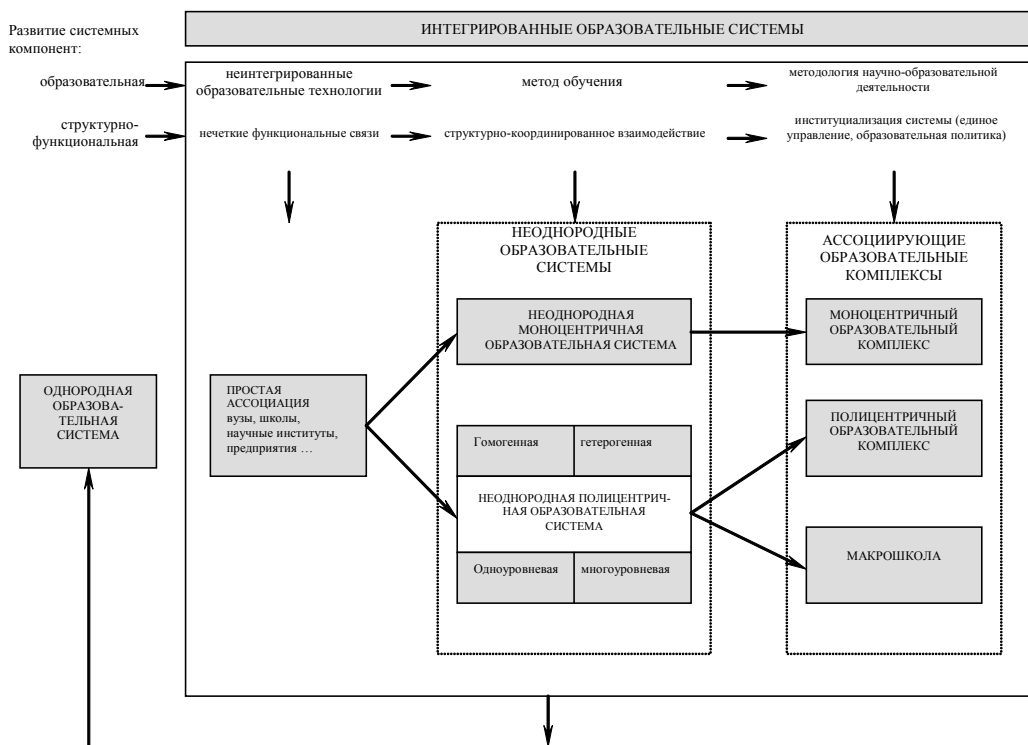 ИНТЕГРИРОВАННЫЕ ОБРАЗОВАТЕЛЬНЫЕ СИСТЕМЫ
Развитие системных
компонент:
образовательная
неинтегрированные
образовательные технологии
метод обучения
методология научно-образовательной
деятельности
структурно-
функциональная
нечеткие функциональные связи
структурно-координированное взаимодействие
институциализация системы (единое
управление, образовательная политика)
НЕОДНОРОДНЫЕ
ОБРАЗОВАТЕЛЬНЫЕ
СИСТЕМЫ
АССОЦИИРУЮЩИЕ
ОБРАЗОВАТЕЛЬНЫЕ
КОМПЛЕКСЫ
НЕОДНОРОДНАЯ
МОНОЦЕНТРИЧНАЯ
ОБРАЗОВАТЕЛЬНАЯ СИСТЕМА
МОНОЦЕНТРИЧНЫЙ
ОБРАЗОВАТЕЛЬНЫЙ
КОМПЛЕКС
ОДНОРОДНАЯ
ОБРАЗОВА-
ТЕЛЬНАЯ
СИСТЕМА
ПРОСТАЯ
АССОЦИАЦИЯ
вузы, школы,
научные институты,
предприятия …
Гомогенная
гетерогенная
НЕОДНОРОДНАЯ ПОЛИЦЕНТРИЧ-
НАЯ ОБРАЗОВАТЕЛЬНАЯ
СИСТЕМА
Одноуровневая
многоуровневая
ПОЛИЦЕНТРИЧНЫЙ
ОБРАЗОВАТЕЛЬНЫЙ
КОМПЛЕКС
МАКРОШКОЛА